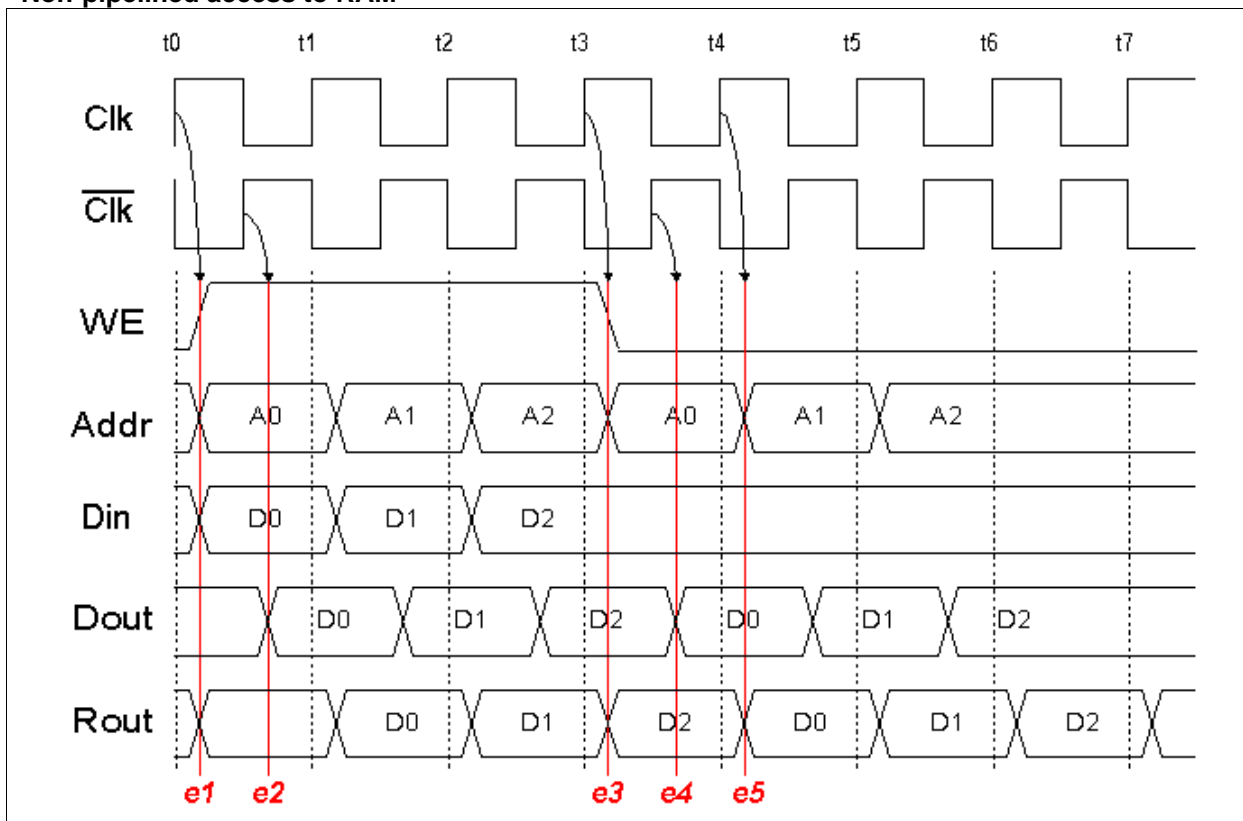 Non-pipelined access to RAM
t0 t1 t2 t3 t4 t5 t6 t7
Clk
Clk
WE
Addr A0 A1 A2 A0 A1 A2
Din D0 D1 D2
Dout D0 D1 D2 D0 D1 D2
Rout D0 D1 D2 D0 D1 D2
e1 e2 e3 e4 e5